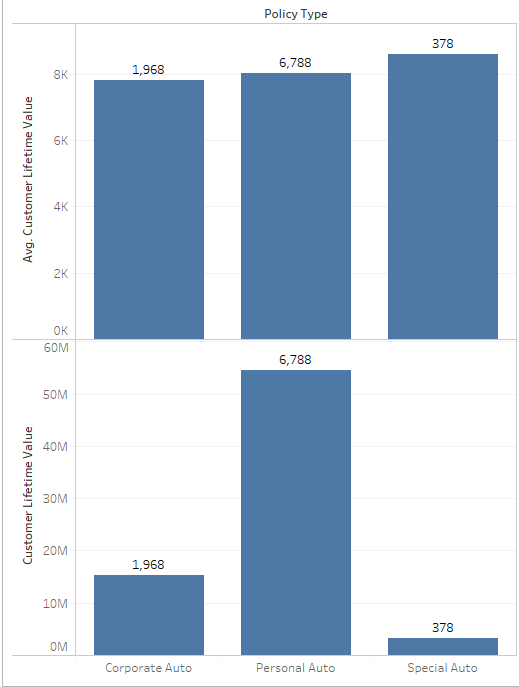 Policy Type
Avg. Customer Lifetime Value
8K
6K
4K
2K
0K
1,968
6,788
378
Customer Lifetime Value
60M
50M
40M
30M
20M
10M
0M
1,968
6,788
378
Corporate Auto
Personal Auto
Special Auto